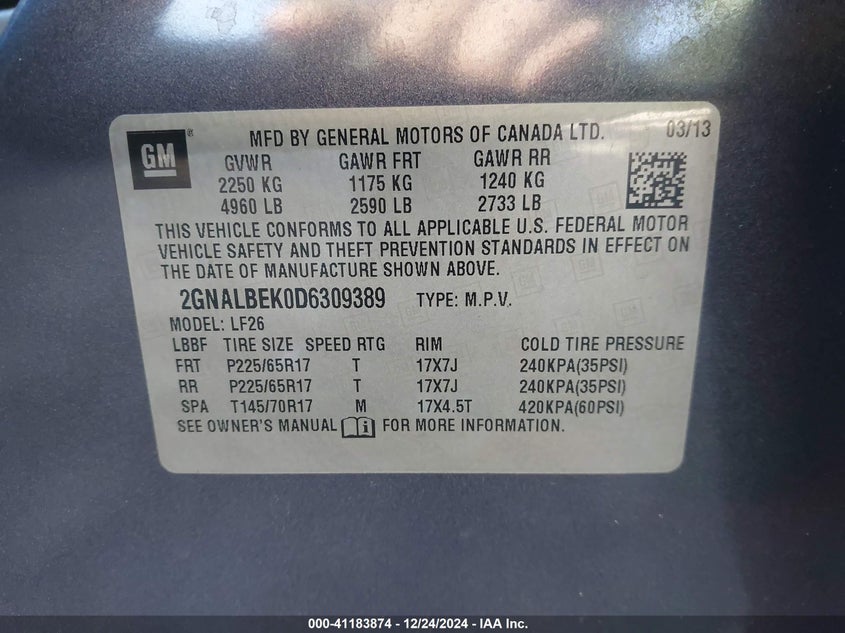 GM ® MFD BY GENERAL MOTORS OF CANADA LTD. 03/13
GVWR GAWR FRT GAWR RR
2250 KG 1175 KG 1240 KG
4960 LB 2590 LB 2733 LB
THIS VEHICLE CONFORMS TO ALL APPLICABLE U.S. FEDERAL MOTOR
VEHICLE SAFETY AND THEFT PREVENTION STANDARDS IN EFFECT ON
THE DATE OF MANUFACTURE SHOWN ABOVE.
2GNALBEK0D6309389 TYPE: M.P.V.
MODEL: LF26
LBBF TIRE SIZE SPEED RTG RIM COLD TIRE PRESSURE
FRT P225/65R17 T 17X7J 240KPA(35PSI)
RR P225/65R17 T 17X7J 240KPA(35PSI)
SPA T145/70R17 M 17X4.5T 420KPA(60PSI)
SEE OWNER'S MANUAL i FOR MORE INFORMATION.
000-41183874 - 12/24/2024 - IAA Inc.